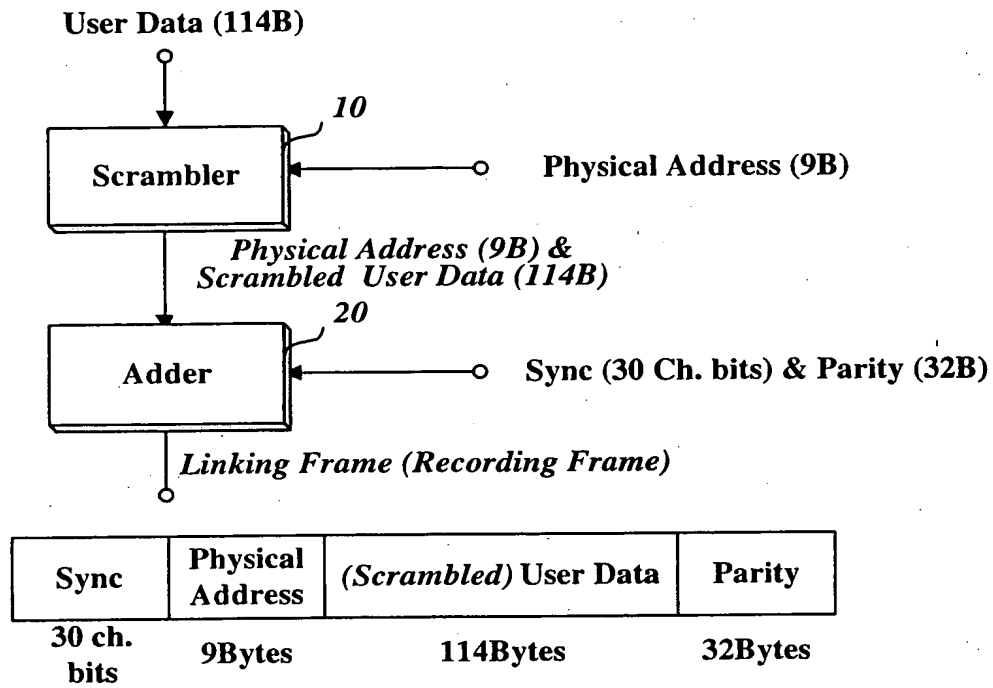 User Data (114B)
10
Scrambler
Physical Address (9B)
Physical Address (9B) &
Scrambled User Data (114B)
20
Adder
Sync (30 Ch. bits) & Parity (32B)
Linking Frame (Recording Frame)
Sync
Physical
Address
(Scrambled) User Data
Parity
30 ch.
bits
9Bytes
114Bytes
32Bytes